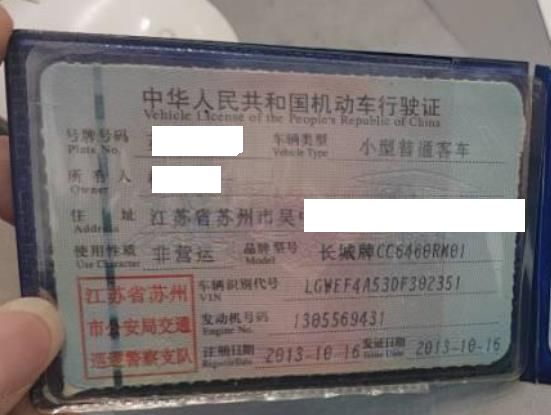 中华人民共和国机动车行驶证
Vehicle License of the People's Republic of China
号牌号码 车辆类型 小型普通客车
Plate No. Vehicle Type
所有人
Owner
住址 江苏省苏州市吴
Address
使用性质 非营运 品牌型号 长城牌CC6460RM01
Use Character Model
江苏省苏州 车辆识别代号 LGWEF4A53DF302351
VIN
市公安局交通 发动机号码 1305569431
Engine No.
巡逻警察支队 注册日期 2013-10-16 发证日期 2013-10-16
Register Date Issue Date